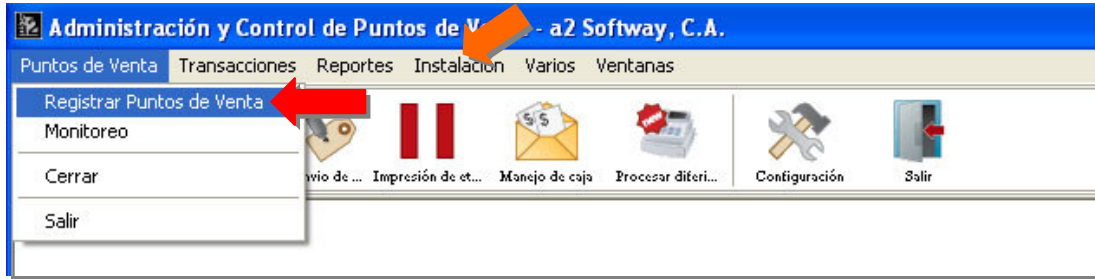 Administración y Control de Puntos de - a2 Softway, C.A.
Puntos de Venta Transacciones Reportes Instalación Varios Ventanas
Registrar Puntos de Venta
Monitoreo
Cerrar
Salir
de ... Impresión de et... Manejo de caja Procesar diferi... Configuración Salir